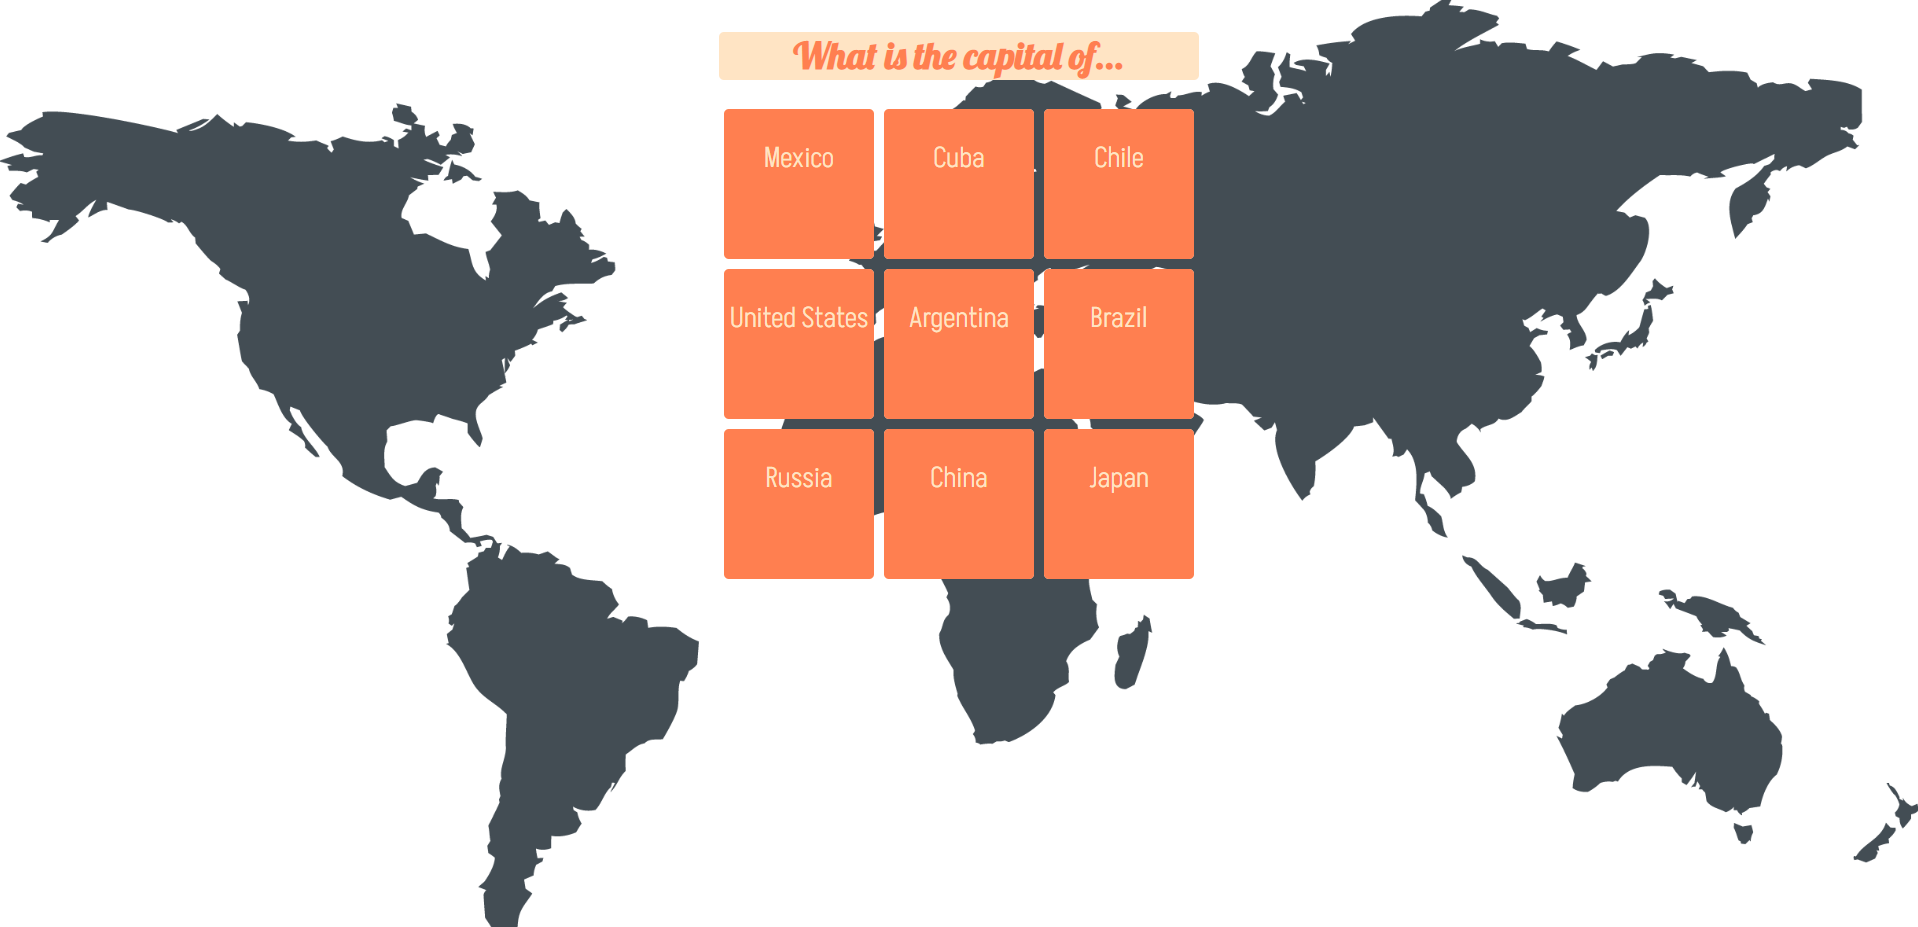 What is the capital of...
Mexico
Cuba
Chile
United States
Argentina
Brazil
Russia
China
Japan